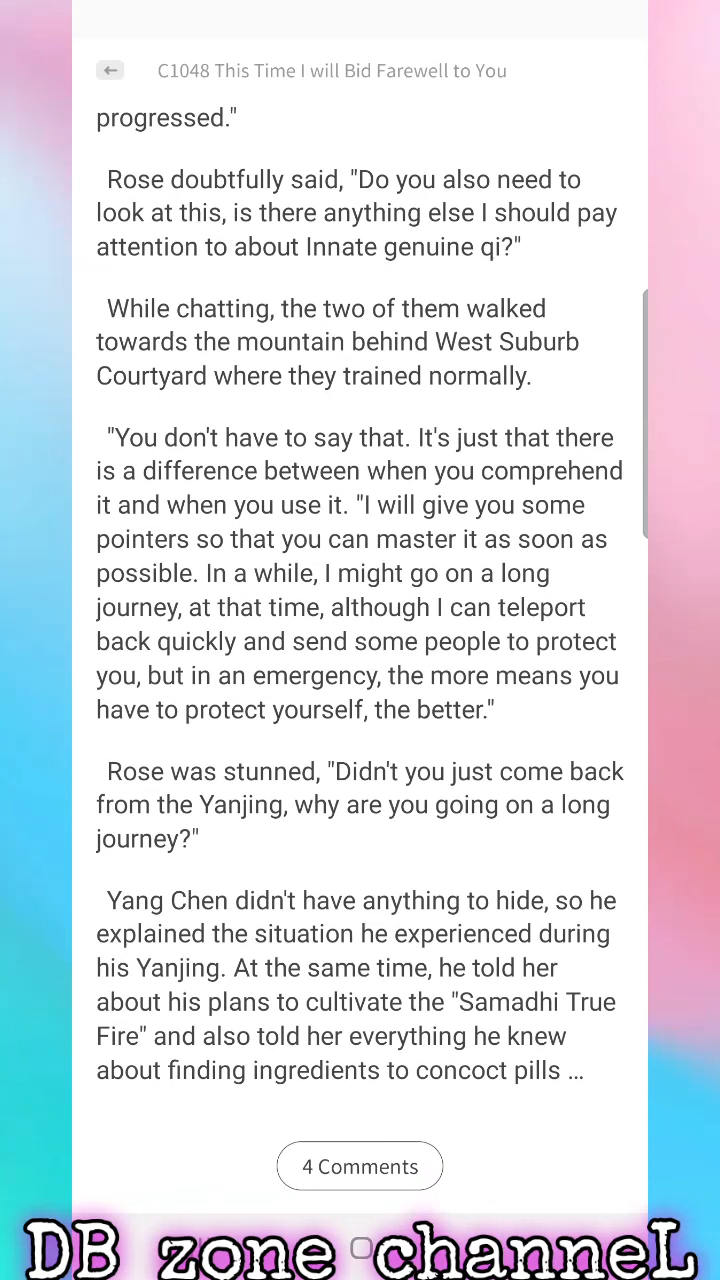 C1048 This Time I will Bid Farewell to You
progressed."
Rose doubtfully said, "Do you also need to
look at this, is there anything else I should pay
attention to about Innate genuine qi?"
While chatting, the two of them walked
towards the mountain behind West Suburb
Courtyard where they trained normally.
"You don't have to say that. It's just that there
is a difference between when you comprehend
it and when you use it. "I will give you some
pointers so that you can master it as soon as
possible. In a while, I might go on a long
journey, at that time, although I can teleport
back quickly and send some people to protect
you, but in an emergency, the more means you
have to protect yourself, the better."
Rose was stunned, "Didn't you just come back
from the Yanjing, why are you going on a long
journey?"
Yang Chen didn't have anything to hide, so he
explained the situation he experienced during
his Yanjing. At the same time, he told her
about his plans to cultivate the "Samadhi True
Fire" and also told her everything he knew
about finding ingredients to concoct pills ...
4 Comments
DB zone channeL